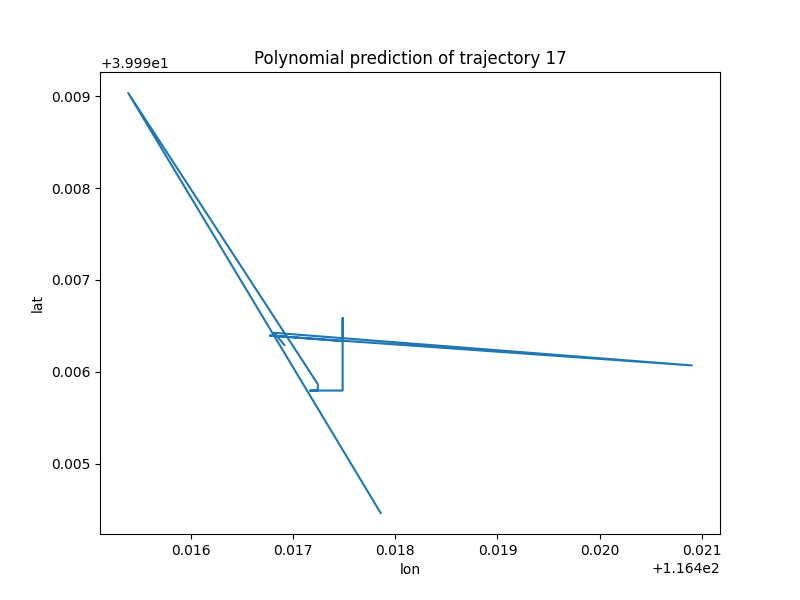 Polynomial prediction of trajectory 17
+3.999e1
0.009
0.008
0.007
0.006
0.005
lat
0.016 0.017 0.018 0.019 0.020 0.021
lon
+1.164e2